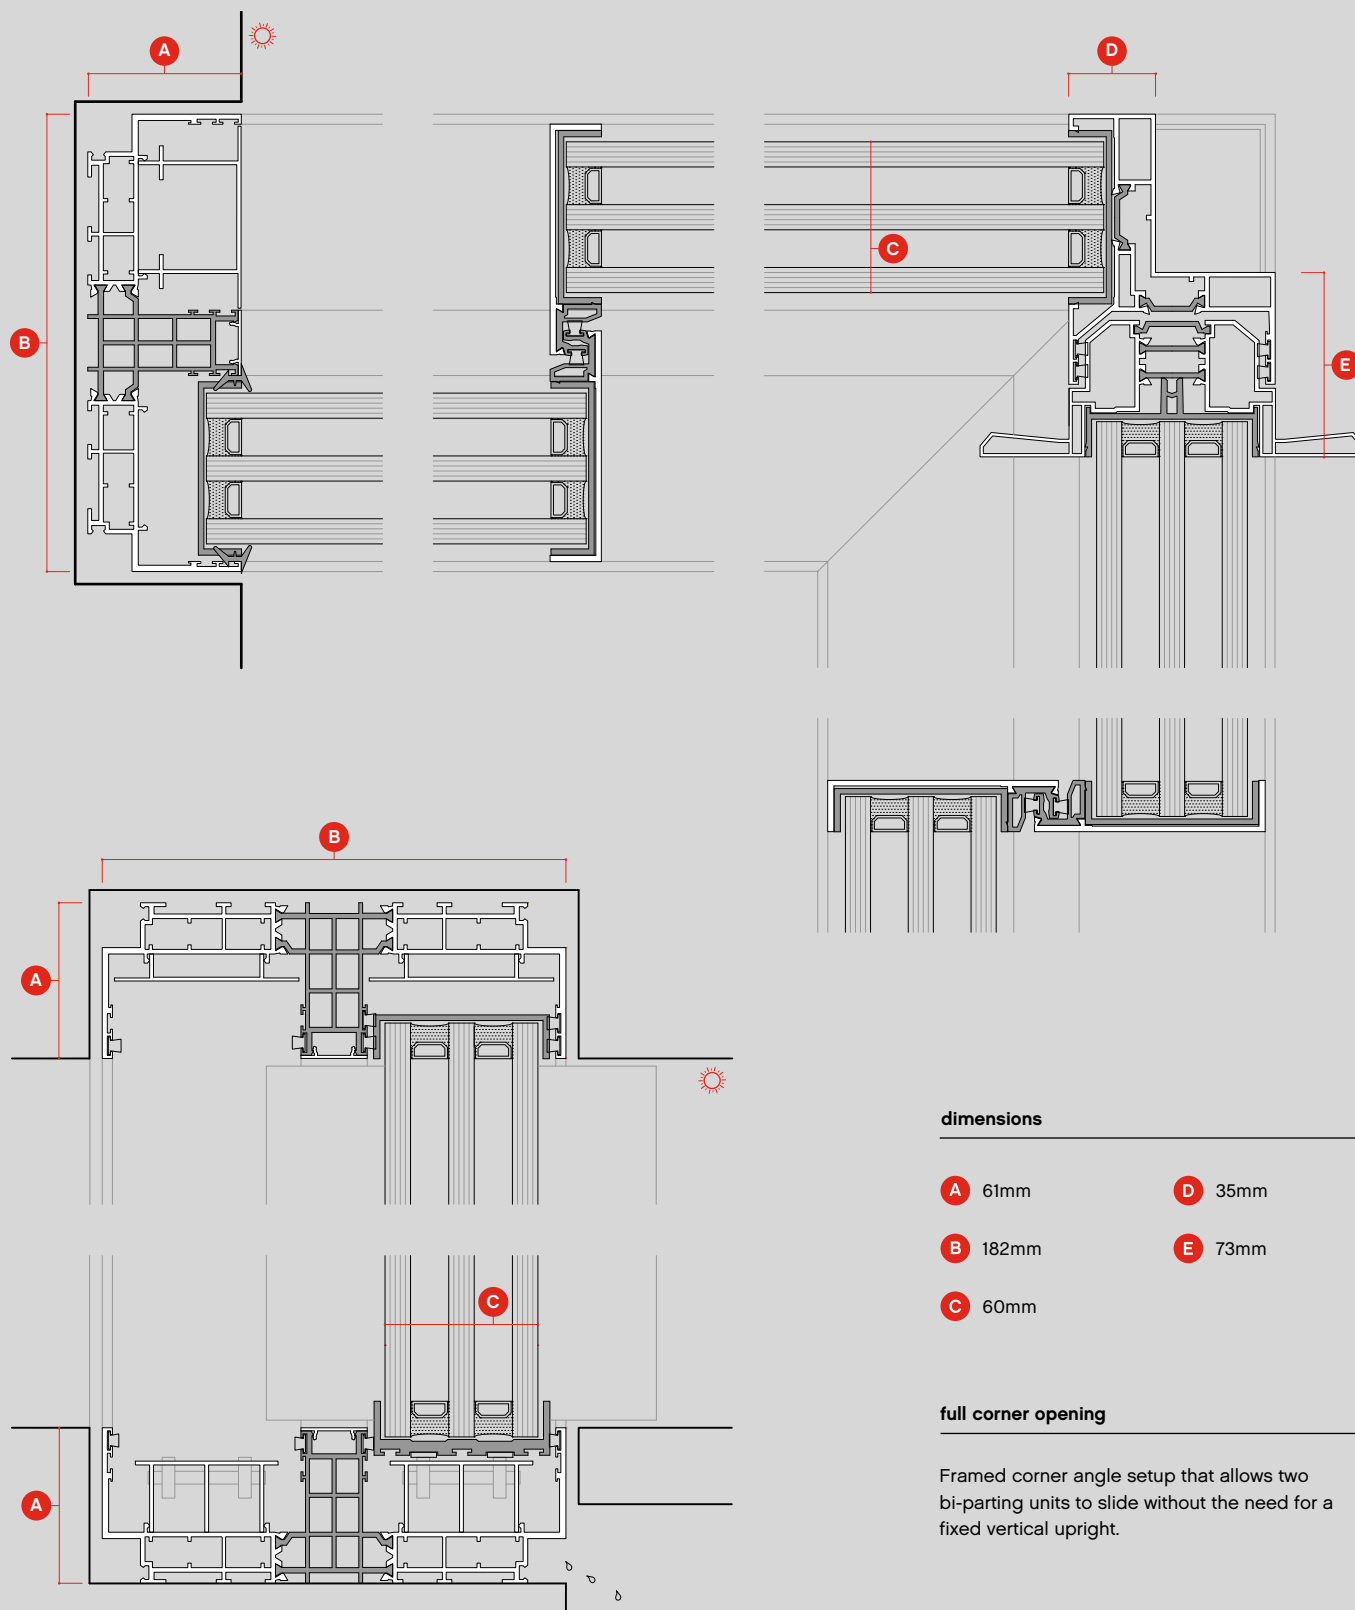 A
D
B
C
E
B
A
C
A
dimensions
A 61mm
D 35mm
B 182mm
E 73mm
C 60mm
full corner opening
Framed corner angle setup that allows two
bi-parting units to slide without the need for a
fixed vertical upright.